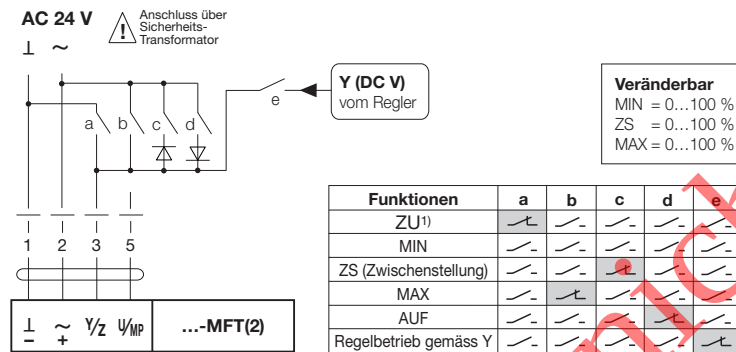 AC 24 V
Anschluss über
Sicherheits-
Transformator
!
⊥ ~
Y (DC V)
vom Regler
e
a b c d
Veränderbar
MIN = 0...100 %
ZS = 0...100 %
MAX = 0...100 %
1 2 3 5
⊥ ~ Y/Z U/MP ...-MFT(2)
– +
Funktionen a b c d e
ZU1)
MIN
ZS (Zwischenstellung)
MAX
AUF
Regelbetrieb gemäss Y